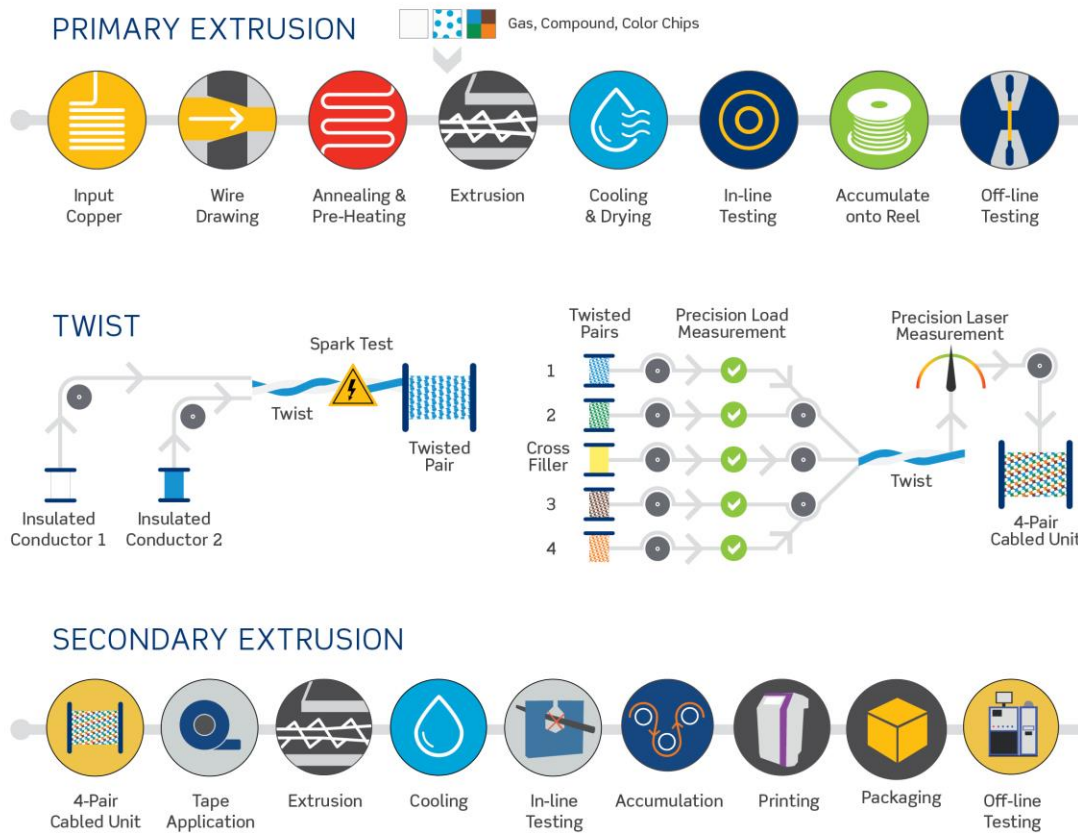 PRIMARY EXTRUSION
Gas, Compound, Color Chips
Input
Copper
Wire
Drawing
Annealing &
Pre-Heating
Extrusion
Cooling
& Drying
In-line
Testing
Accumulate
onto Reel
Off-line
Testing
TWIST
Spark Test
Twist
Twisted
Pair
Insulated
Conductor 1
Insulated
Conductor 2
Twisted
Pairs
Precision Load
Measurement
Precision Laser
Measurement
1
2
Cross
Filler
3
4
Twist
4-Pair
Cabled Unit
SECONDARY EXTRUSION
4-Pair
Cabled Unit
Tape
Application
Extrusion
Cooling
In-line
Testing
Accumulation
Printing
Packaging
Off-line
Testing